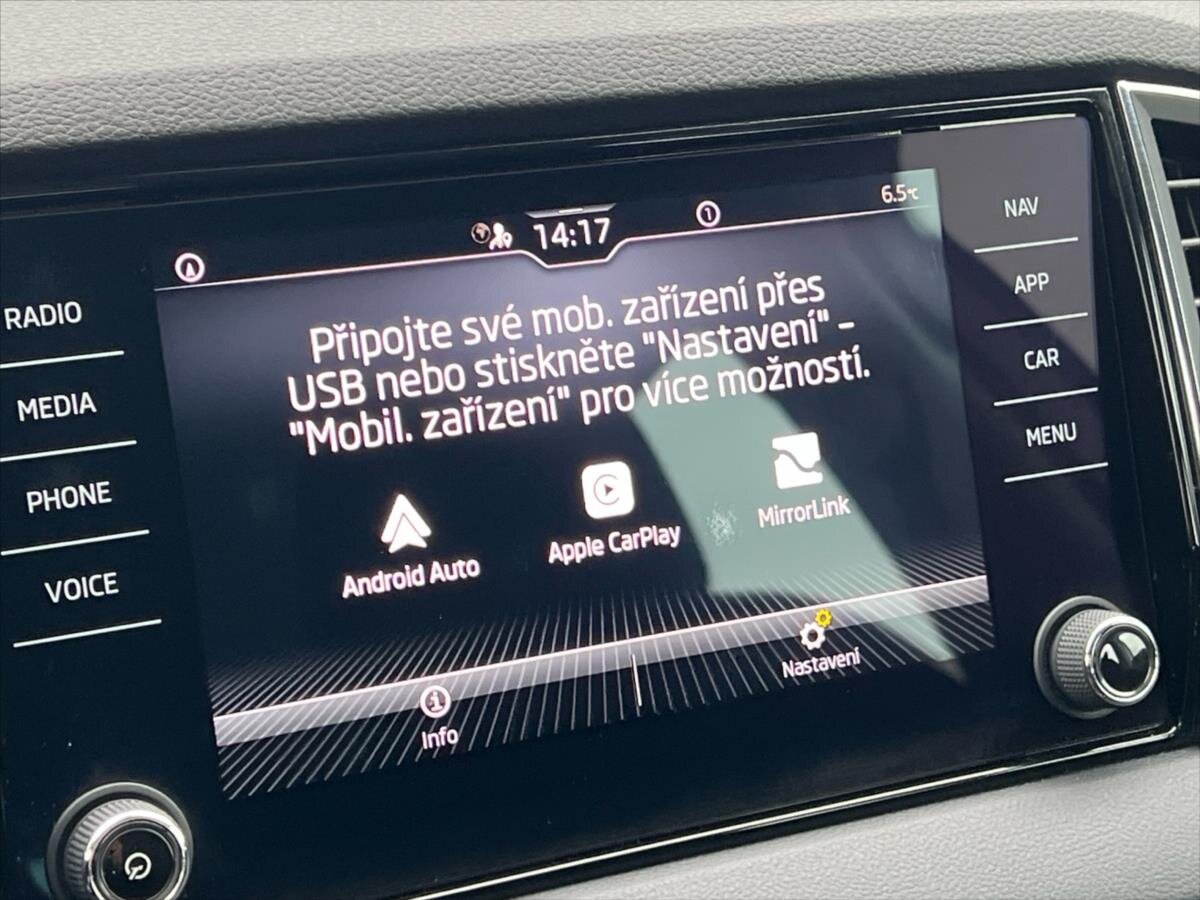 14:17
1
6.5°C
RADIO
MEDIA
PHONE
VOICE
Připojte své mob. zařízení přes
USB nebo stiskněte "Nastavení" –
"Mobil. zařízení" pro více možností.
Android Auto
Apple CarPlay
MirrorLink
Info
Nastavení
NAV
APP
CAR
MENU